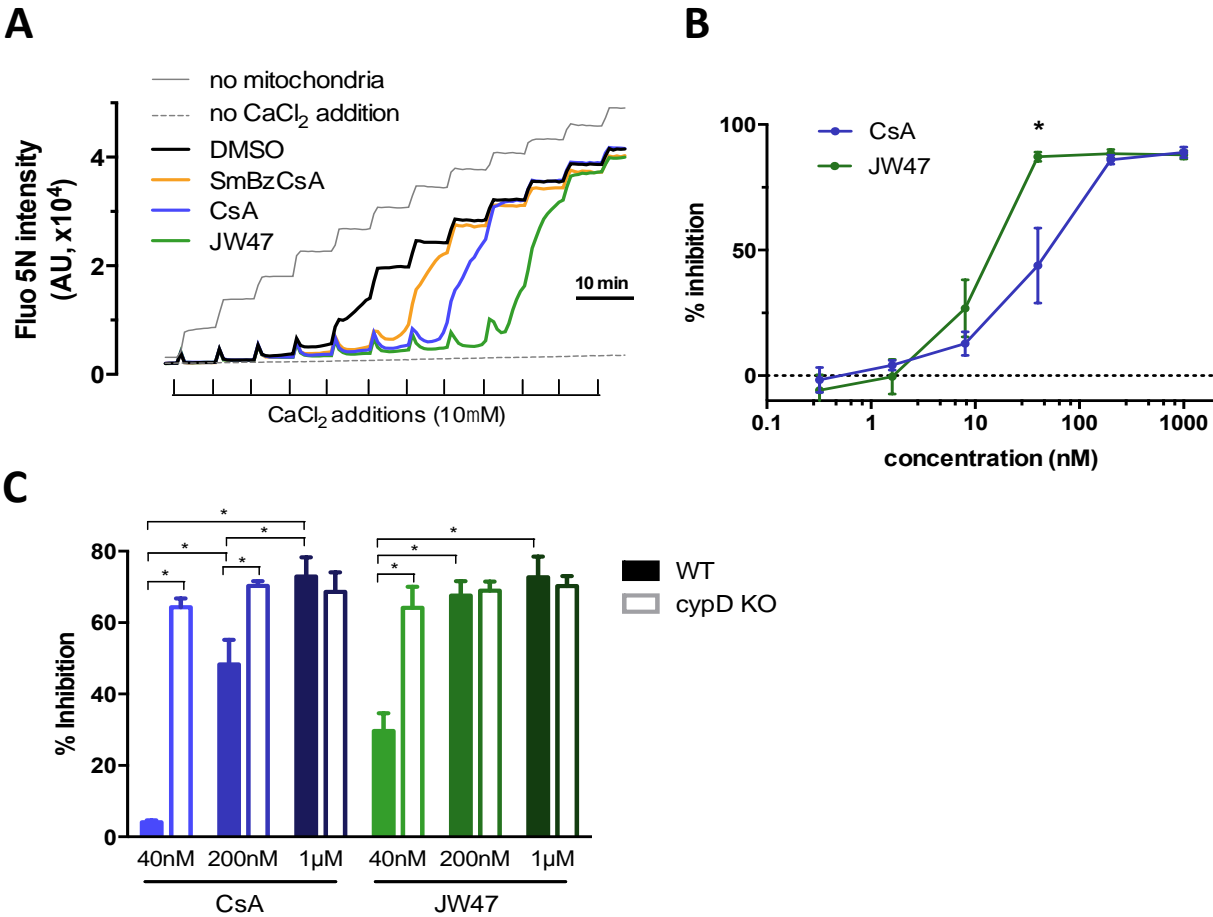 A
no mitochondria
no CaCl2 addition
DMSO
SmBzCsA
CsA
JW47
Fluo 5N intensity
(AU, x10⁴)
4
2
0
10 min
CaCl2 additions (10mM)
B
CsA
JW47
*
% inhibition
100
50
0
0.1 1 10 100 1000
concentration (nM)
C
* * * * *
* * *
% Inhibition
80
60
40
20
0
WT
cypD KO
40nM 200nM 1µM 40nM 200nM 1µM
CsA JW47